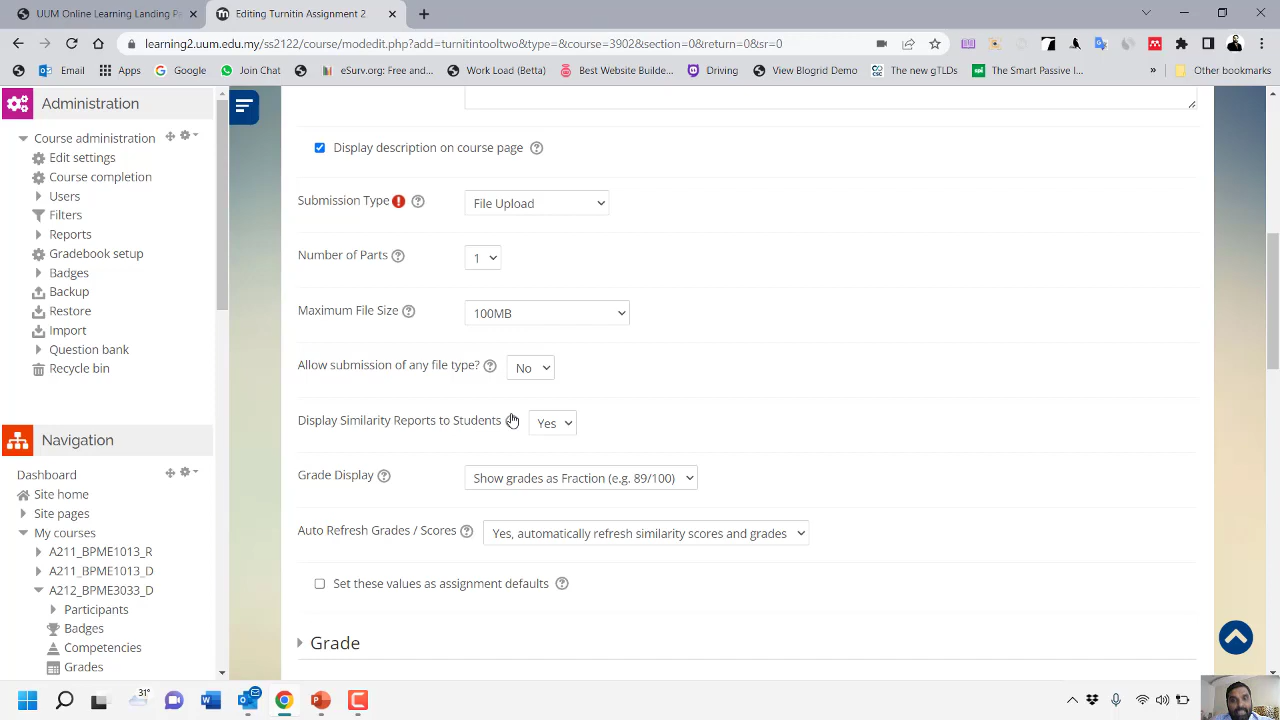 UUM Online Learning Landing P
Editing Turnitin Assignment 2
learning2.uum.edu.my/ss2122/course/modedit.php?add=turnitintooltwo&type=&course=3902&section=0&return=0&sr=0
Email Apps Google Join Chat eSurv.org: Free and... Work Load (Beta) Best Website Builde... Driving View Blogrid Demo The new gTLDs The Smart Passive I... » Other bookmarks
Administration
Course administration
Edit settings
Course completion
Users
Filters
Reports
Gradebook setup
Badges
Backup
Restore
Import
Question bank
Recycle bin
Navigation
Dashboard
Site home
Site pages
My courses
A211_BPME1013_R
A211_BPME1013_D
A212_BPME3033_D
Participants
Badges
Competencies
Grades
Display description on course page
Submission Type File Upload
Number of Parts 1
Maximum File Size 100MB
Allow submission of any file type? No
Display Similarity Reports to Students Yes
Grade Display Show grades as Fraction (e.g. 89/100)
Auto Refresh Grades / Scores Yes, automatically refresh similarity scores and grades
Set these values as assignment defaults
Grade
31°